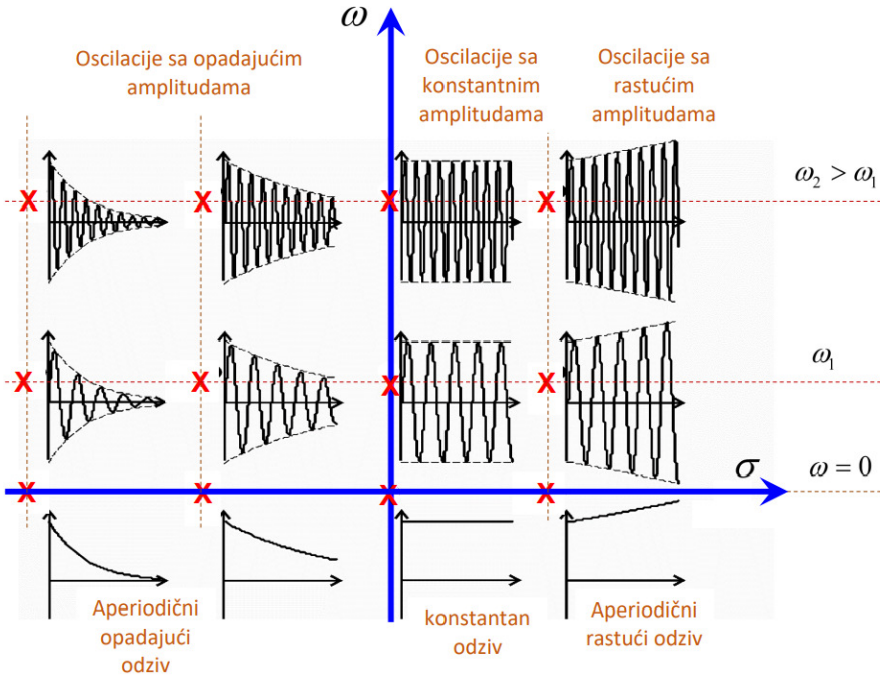 ω
Oscilacije sa opadajućim
amplitudama
Oscilacije sa
konstantnim
amplitudama
Oscilacije sa
rastućim
amplitudama
X X X X
ω₂ > ω₁
X X X X
ω₁
σ
ω = 0
X X X X
Aperiodični
opadajući
odziv
konstantan
odziv
Aperiodični
rastući odziv